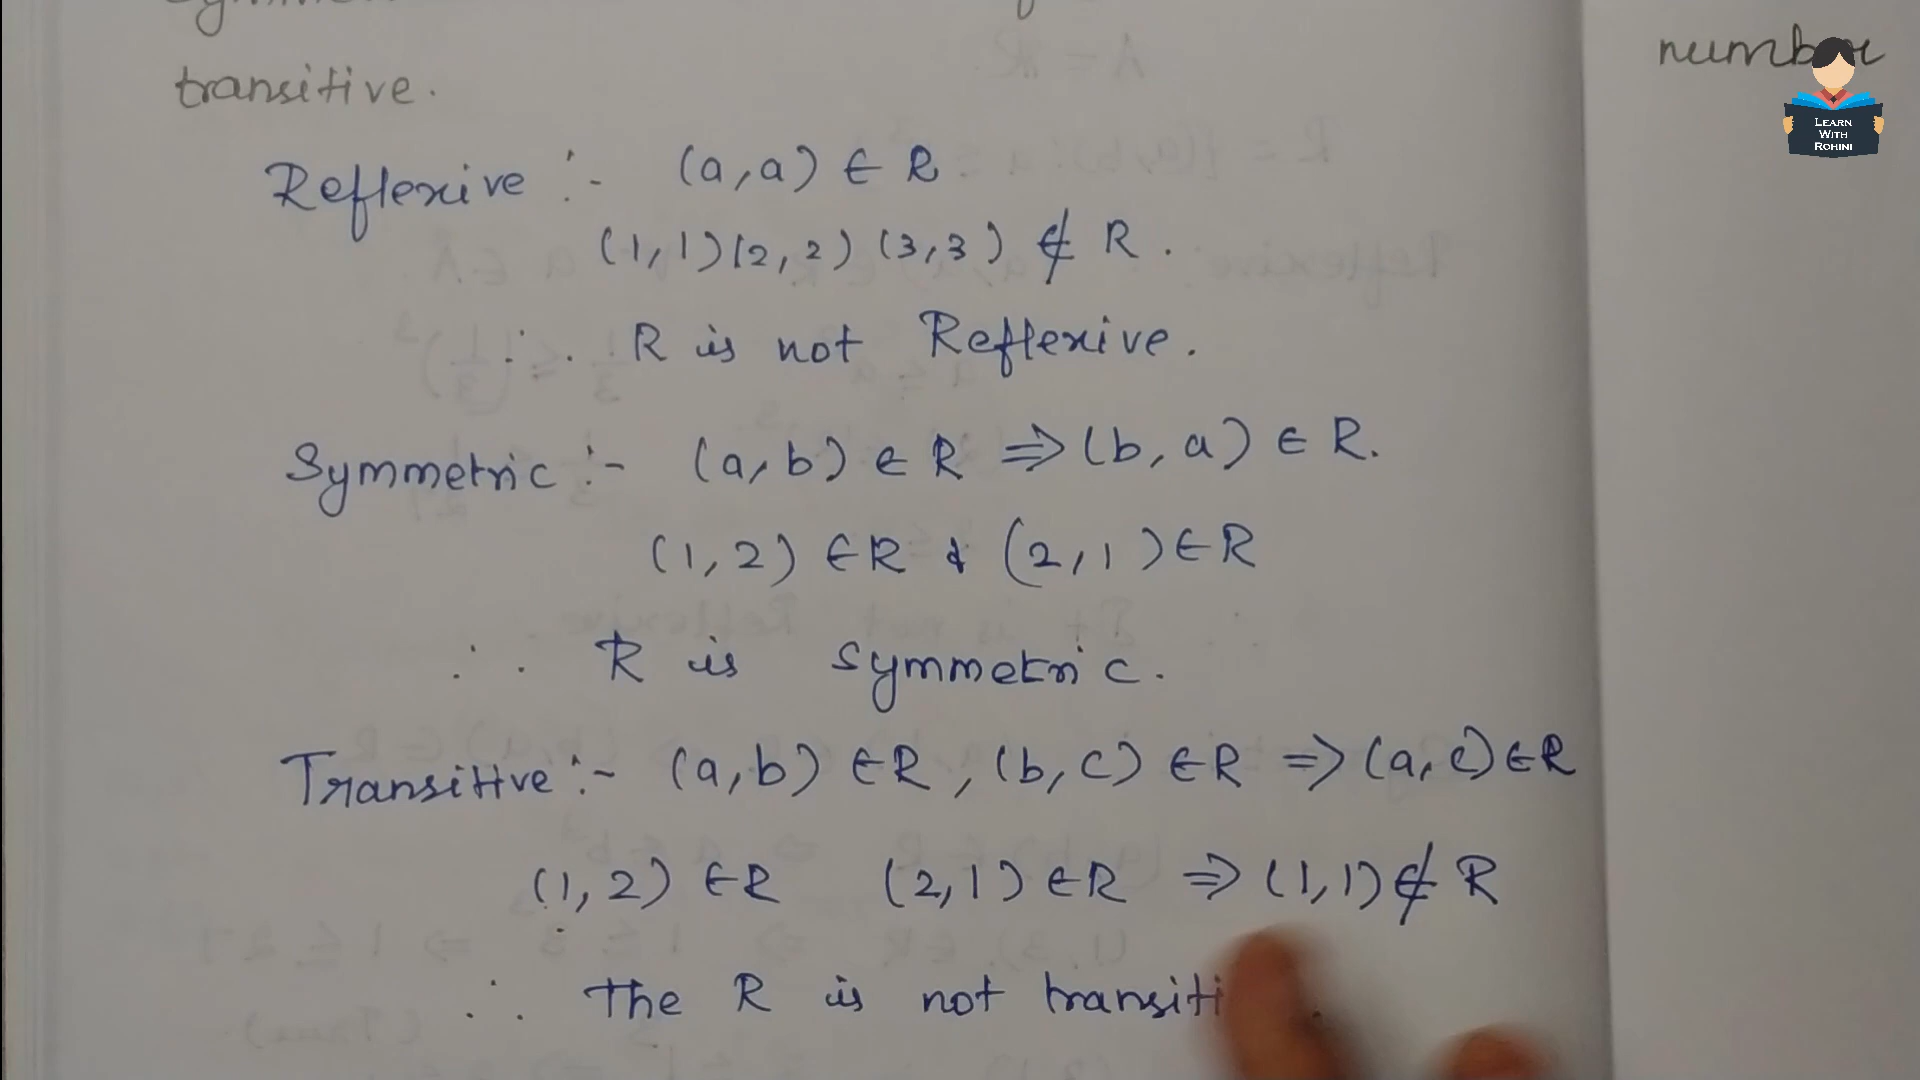 transitive.
number
LEARN
WITH
ROHINI
Reflexive :- (a,a) ∈ R
(1,1)(2,2) (3,3) ∉ R.
∴ R is not Reflexive.
Symmetric :- (a,b) ∈ R ⇒ (b,a) ∈ R.
(1,2) ∈ R & (2,1) ∈ R
∴ R is symmetric.
Transitive :- (a,b) ∈ R, (b,c) ∈ R ⇒ (a,c) ∈ R
(1,2) ∈ R (2,1) ∈ R ⇒ (1,1) ∉ R
∴ The R is not transiti